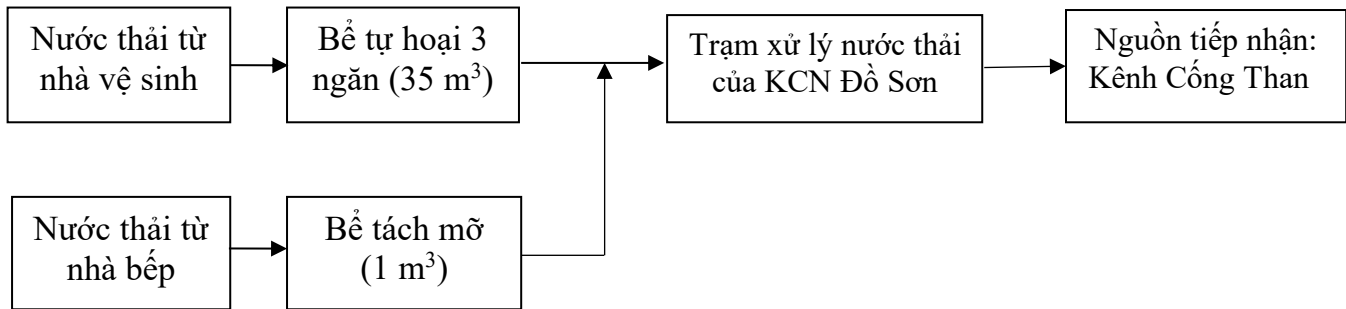 Nước thải từ
nhà vệ sinh
Bể tự hoại 3
ngăn (35 m³)
Trạm xử lý nước thải
của KCN Đồ Sơn
Nguồn tiếp nhận:
Kênh Cống Than
Nước thải từ
nhà bếp
Bể tách mỡ
(1 m³)